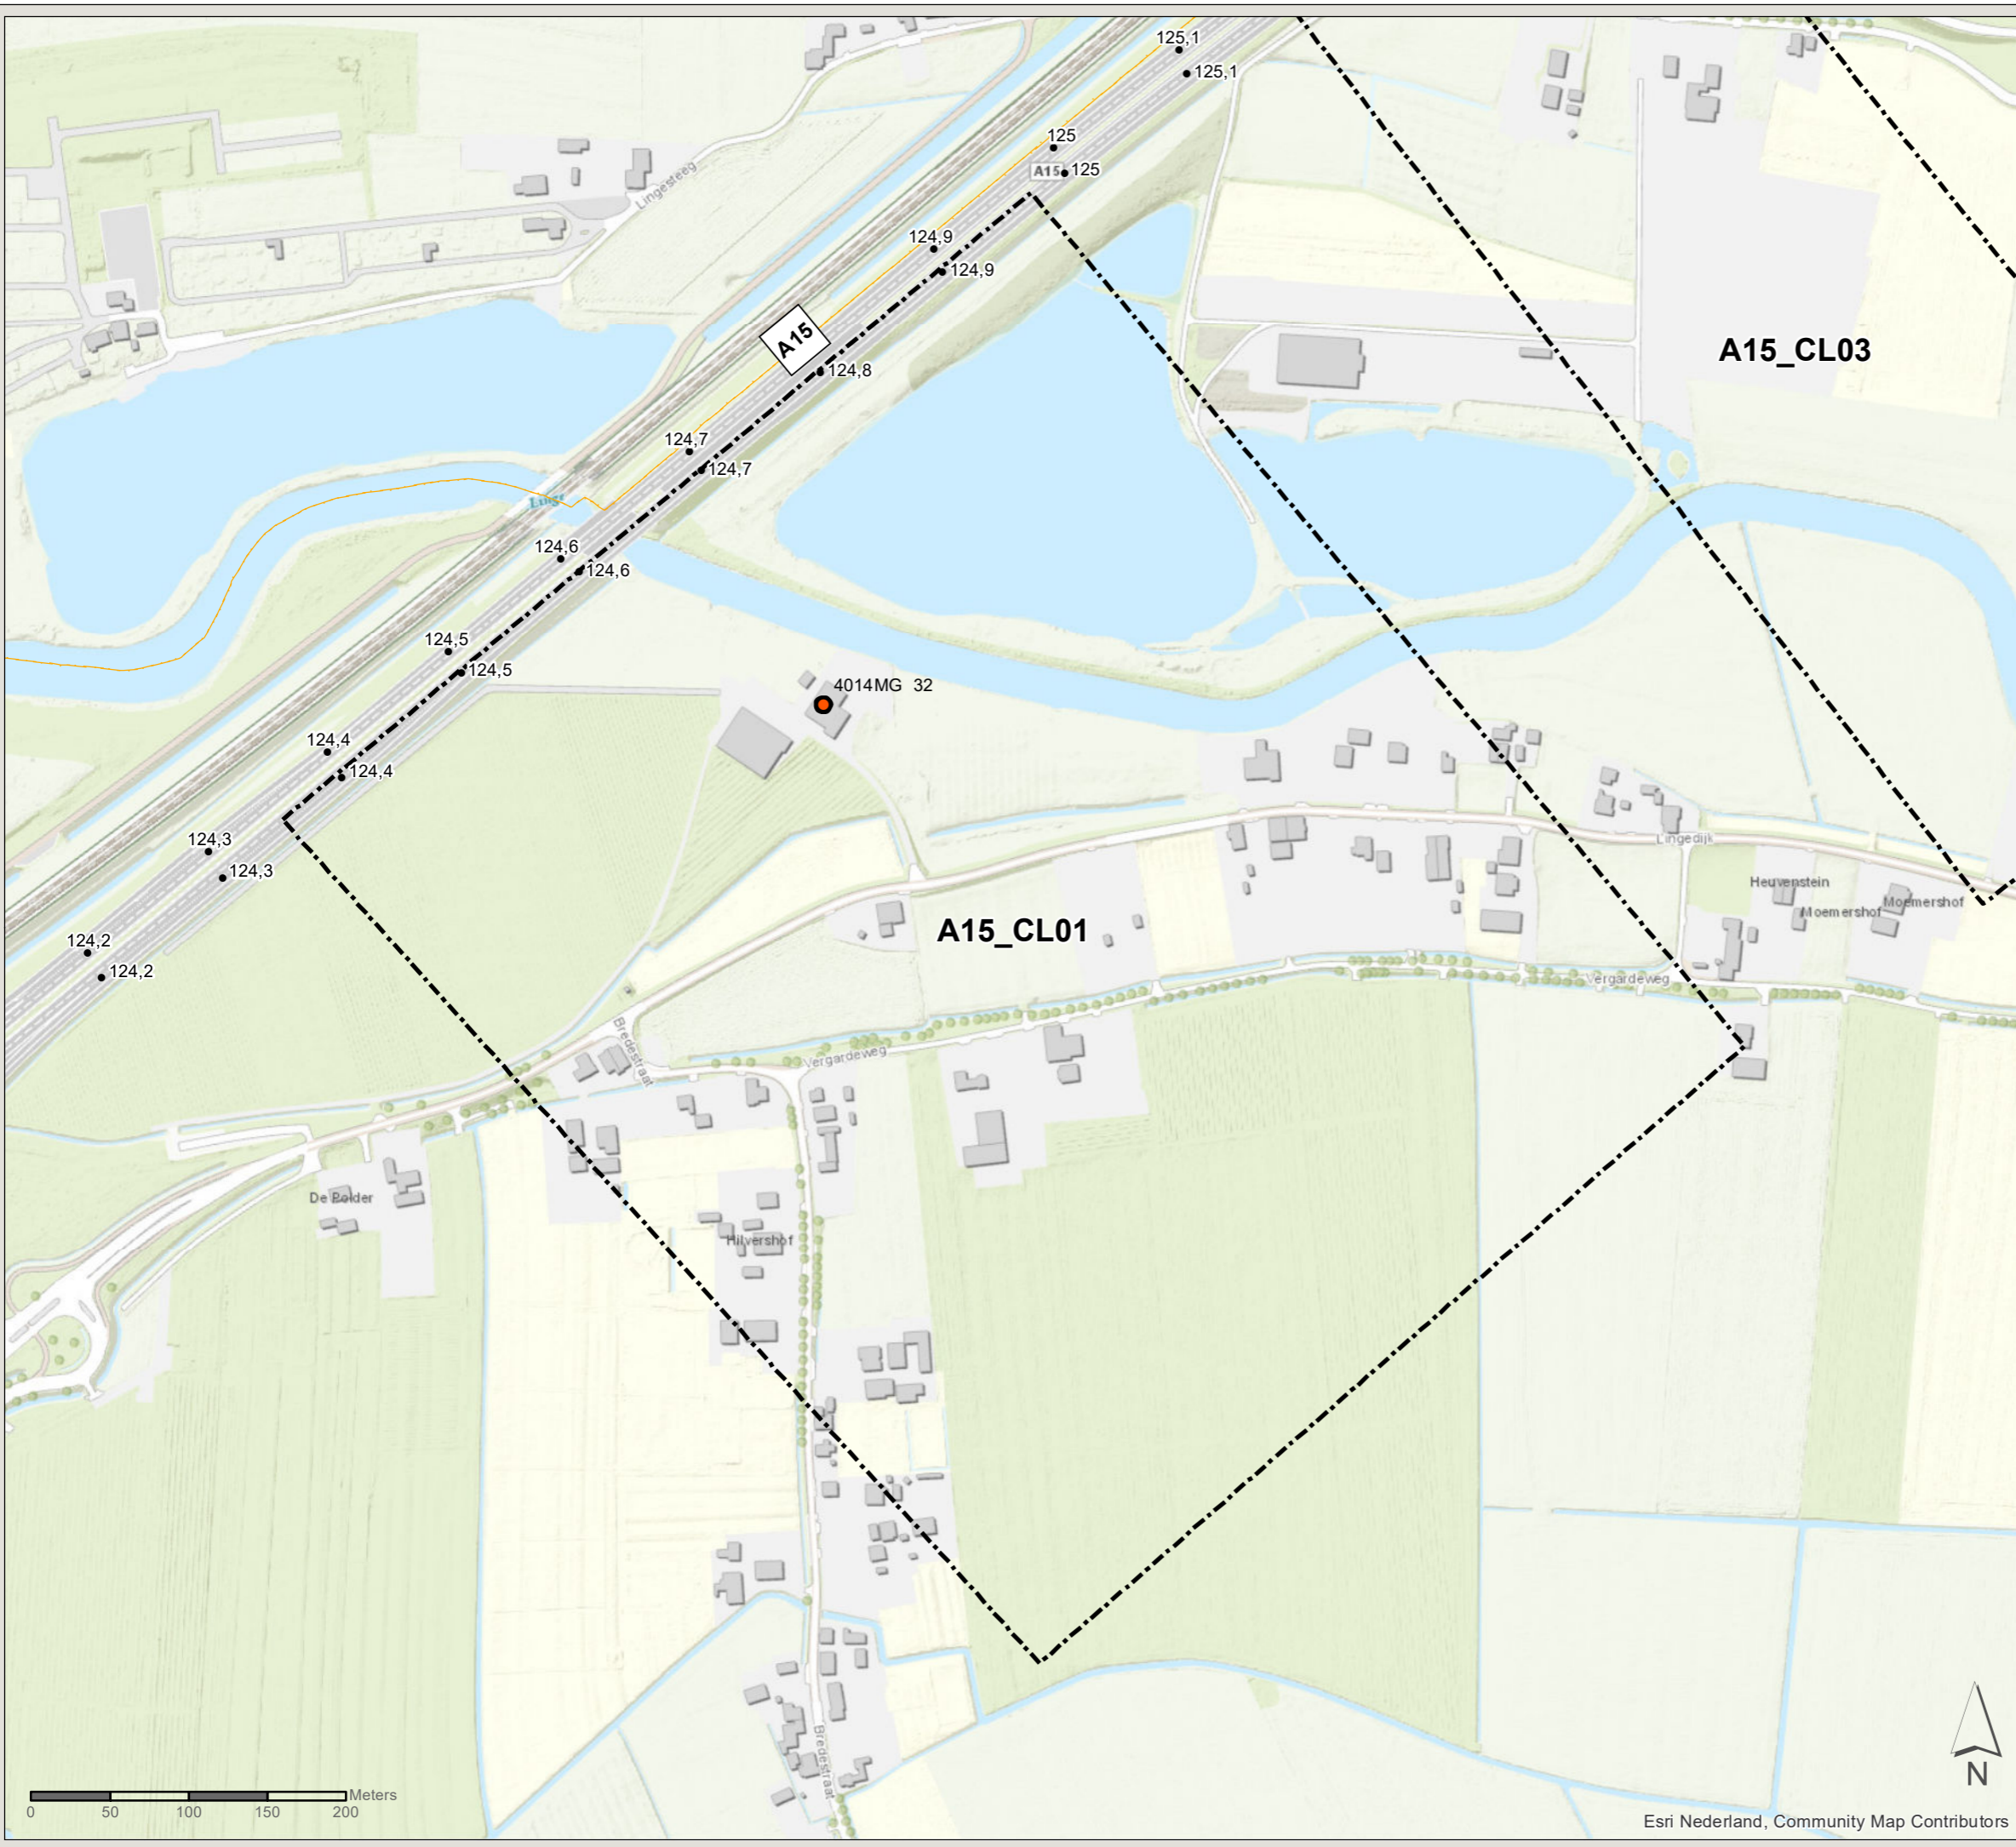 125,1
125,1
125
A15
125
Lingesteeg
124,9
124,9
A15
124,8
A15_CL03
124,7
124,7
124,6
124,6
124,5
124,5
4014MG 32
124,4
124,4
124,3
124,3
Lingedijk
Heuvenstein
Moemershof
Moemershof
A15_CL01
124,2
124,2
Vergardeweg
Bredestraat
Vergardeweg
De Polder
Hilvershof
Bredestraat
Meters
0 50 100 150 200
N
Esri Nederland, Community Map Contributors